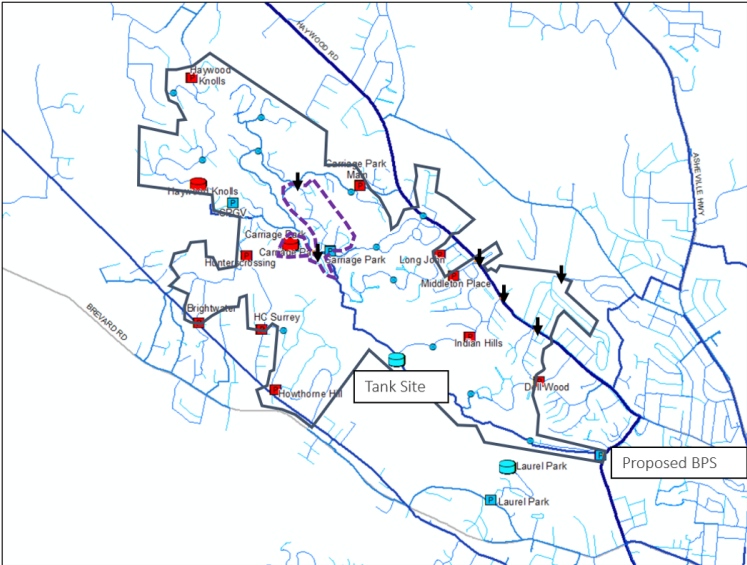 HAYWOOD RD
Haywood
Knolls
ASHEVILLE HWY
Carriage Park
Main
Haywood Knolls
Carriage Park
Carriage Park
Long John
Hunters Crossing
Middleton Place
Brightwater
HC Surrey
BREVARD RD
Indian Hills
Tank Site
Dell Wood
Howthorne Hill
Proposed BPS
Laurel Park
Laurel Park
P